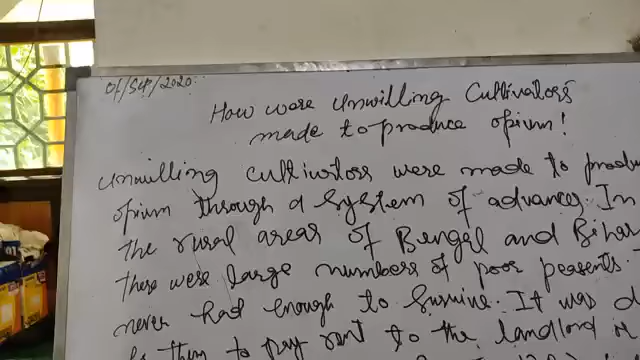 01/Sep/2020
How were unwilling Cultivators
made to produce opium!
unwilling cultivators were made to produ
opium through a system of advances. In
the rural areas of Bengal and Bihar
there were large numbers of poor peasents.
never had enough to Survive. It was d
to pay rent to the landlord